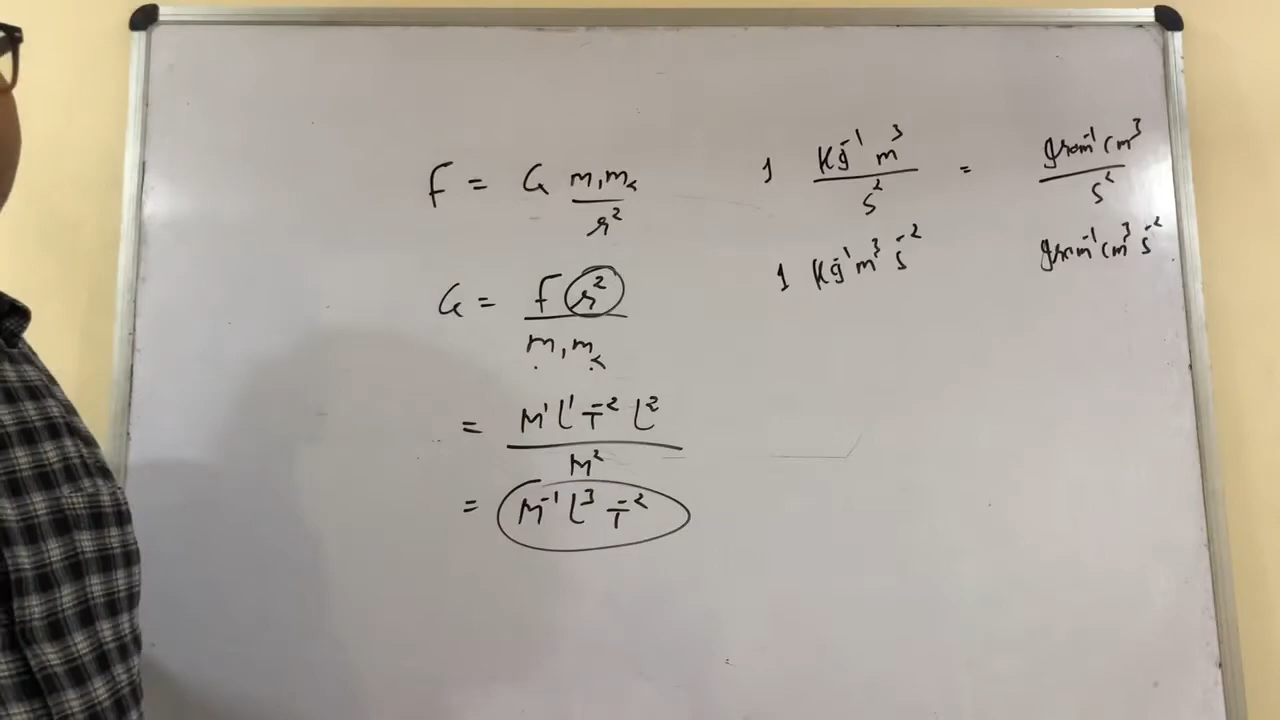 F = G m₁m₂ / r²
G = F r² / m₁m₂
= M¹ L¹ T⁻² L² / M²
= M⁻¹ L³ T⁻²
1 Kg⁻¹ m³ / s² = gram⁻¹ cm³ / s²
1 Kg⁻¹ m³ s⁻² gram⁻¹ cm³ s⁻²